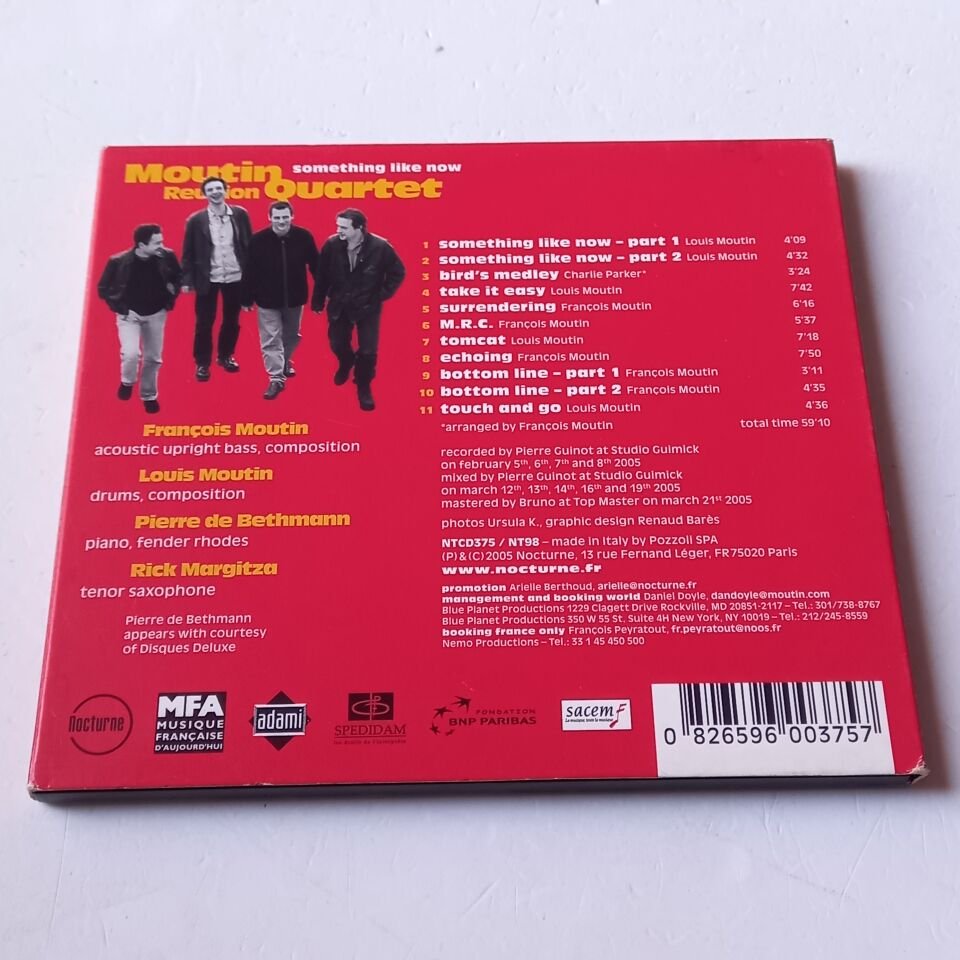 Moutin something like now
Reunion Quartet
1 something like now – part 1 Louis Moutin 4'09
2 something like now – part 2 Louis Moutin 4'32
3 bird's medley Charlie Parker* 3'24
4 take it easy Louis Moutin 7'42
5 surrendering François Moutin 6'16
6 M.R.C. François Moutin 5'37
7 tomcat Louis Moutin 7'18
8 echoing François Moutin 7'50
9 bottom line – part 1 François Moutin 3'11
10 bottom line – part 2 François Moutin 4'35
11 touch and go Louis Moutin 4'36
*arranged by François Moutin total time 59'10
François Moutin
acoustic upright bass, composition
Louis Moutin
drums, composition
Pierre de Bethmann
piano, fender rhodes
Rick Margitza
tenor saxophone
Pierre de Bethmann
appears with courtesy
of Disques Deluxe
recorded by Pierre Guinot at Studio Guimick
on february 5th, 6th, 7th and 8th 2005
mixed by Pierre Guinot at Studio Guimick
on march 12th, 13th, 14th, 16th and 19th 2005
mastered by Bruno at Top Master on march 21st 2005
photos Ursula K., graphic design Renaud Barès
NTCD375 / NT98 – made in Italy by Pozzoli SPA
(P)&(C)2005 Nocturne, 13 rue Fernand Léger, FR75020 Paris
www.nocturne.fr
promotion Arielle Berthoud, arielle@nocturne.fr
management and booking world Daniel Doyle, dandoyle@moutin.com
Blue Planet Productions 1229 Clagett Drive Rockville, MD 20851-2117 – Tel.: 301/738-8767
Blue Planet Productions 350 W 55 St, Suite 4H New York, NY 10019 – Tel.: 212/245-8559
booking france only François Peyratout, fr.peyratout@noos.fr
Nemo Productions – Tel.: 33 1 45 450 500
Nocturne
MFA
MUSIQUE
FRANÇAISE
D'AUJOURD'HUI
adami
SPEDIDAM
les droits de l'interprète
FONDATION
BNP PARIBAS
sacem
La musique, toute la musique
0 826596 003757